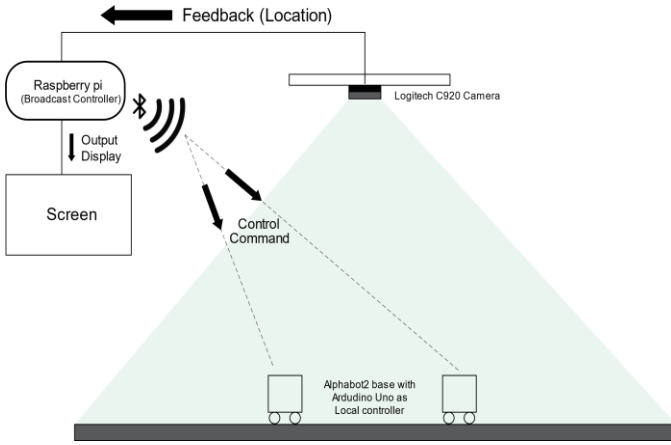 Feedback (Location)
Raspberry pi
(Broadcast Controller)
Logitech C920 Camera
Output
Display
Screen
Control
Command
Alphabot2 base with
Ardudino Uno as
Local controller